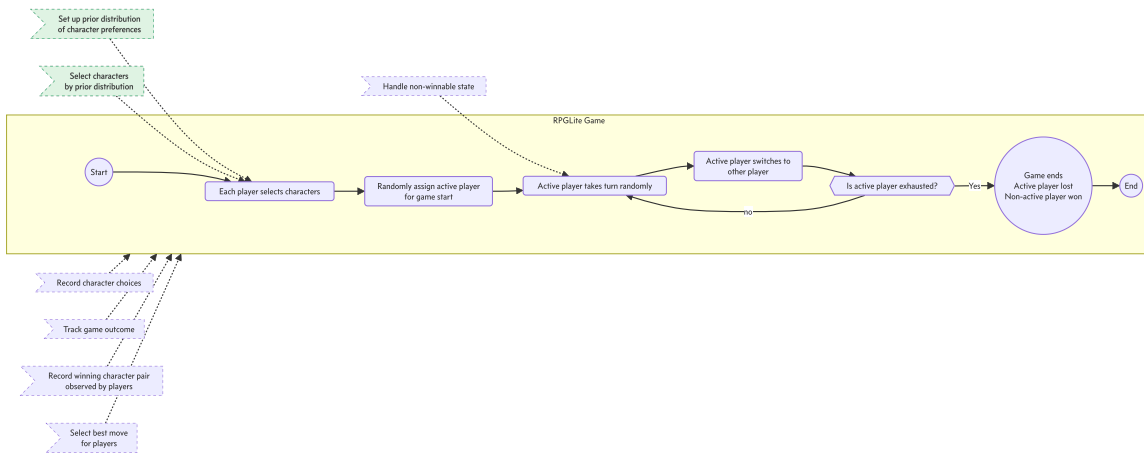 Set up prior distribution
of character preferences
Select characters
by prior distribution
Handle non-winnable state
RPGLite Game
Start
Each player selects characters
Randomly assign active player
for game start
Active player takes turn randomly
Active player switches to
other player
Is active player exhausted?
Yes
no
Game ends
Active player lost
Non-active player won
End
Record character choices
Track game outcome
Record winning character pair
observed by players
Select best move
for players